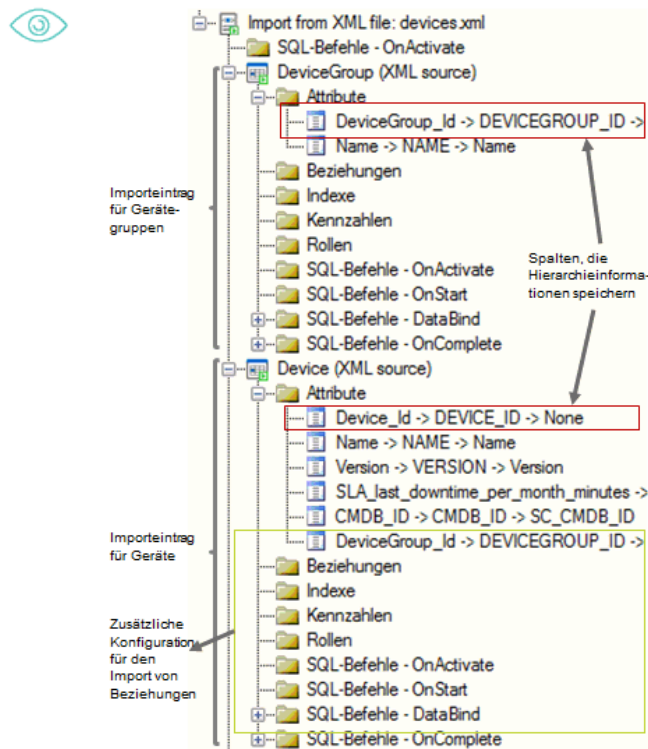 Import from XML file: devices.xml
SQL-Befehle - OnActivate
DeviceGroup (XML source)
Attribute
DeviceGroup_Id -> DEVICEGROUP_ID ->
Name -> NAME -> Name
Beziehungen
Indexe
Kennzahlen
Rollen
SQL-Befehle - OnActivate
SQL-Befehle - OnStart
SQL-Befehle - DataBind
SQL-Befehle - OnComplete
Importeintrag
für Geräte-
gruppen
Spalten, die
Hierarchieinforma-
tionen speichern
Device (XML source)
Attribute
Device_Id -> DEVICE_ID -> None
Name -> NAME -> Name
Version -> VERSION -> Version
SLA_last_downtime_per_month_minutes ->
CMDB_ID -> CMDB_ID -> SC_CMDB_ID
DeviceGroup_Id -> DEVICEGROUP_ID ->
Beziehungen
Indexe
Kennzahlen
Rollen
SQL-Befehle - OnActivate
SQL-Befehle - OnStart
SQL-Befehle - DataBind
SQL-Befehle - OnComplete
Importeintrag
für Geräte
Zusätzliche
Konfiguration
für den
Import von
Beziehungen